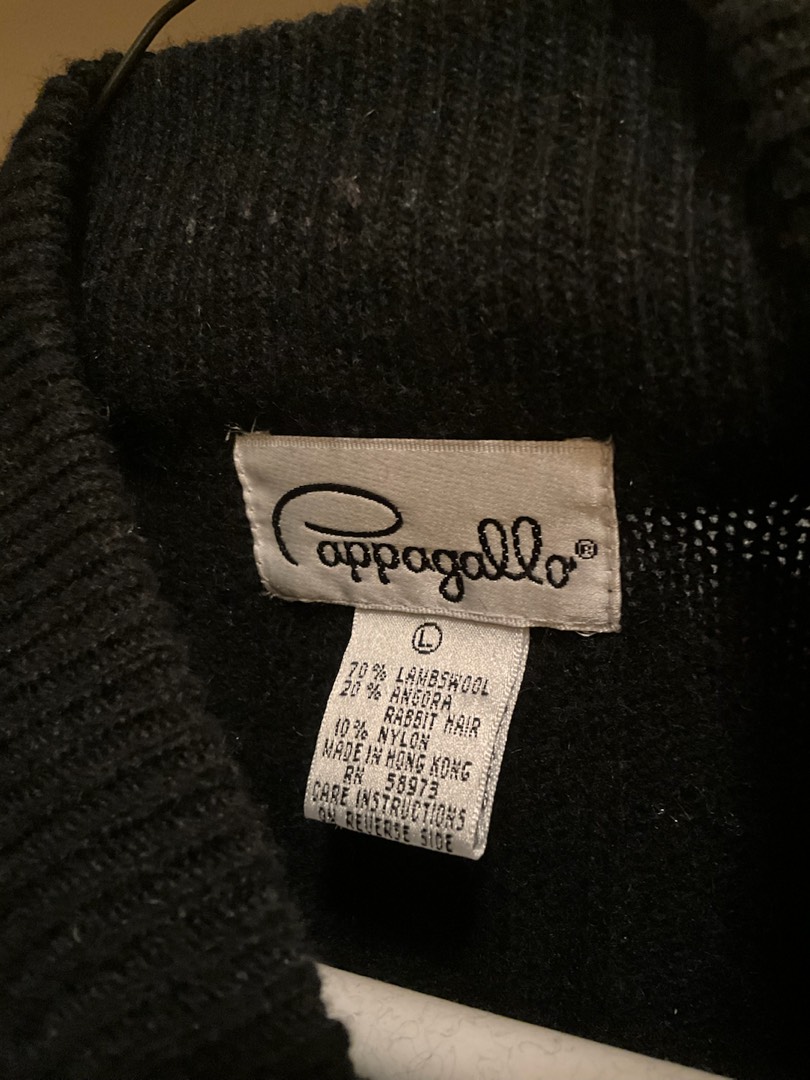 Pappagallo®
L
70% LAMBSWOOL
20% ANGORA
RABBIT HAIR
10% NYLON
MADE IN HONG KONG
RN 58973
CARE INSTRUCTIONS
ON REVERSE SIDE